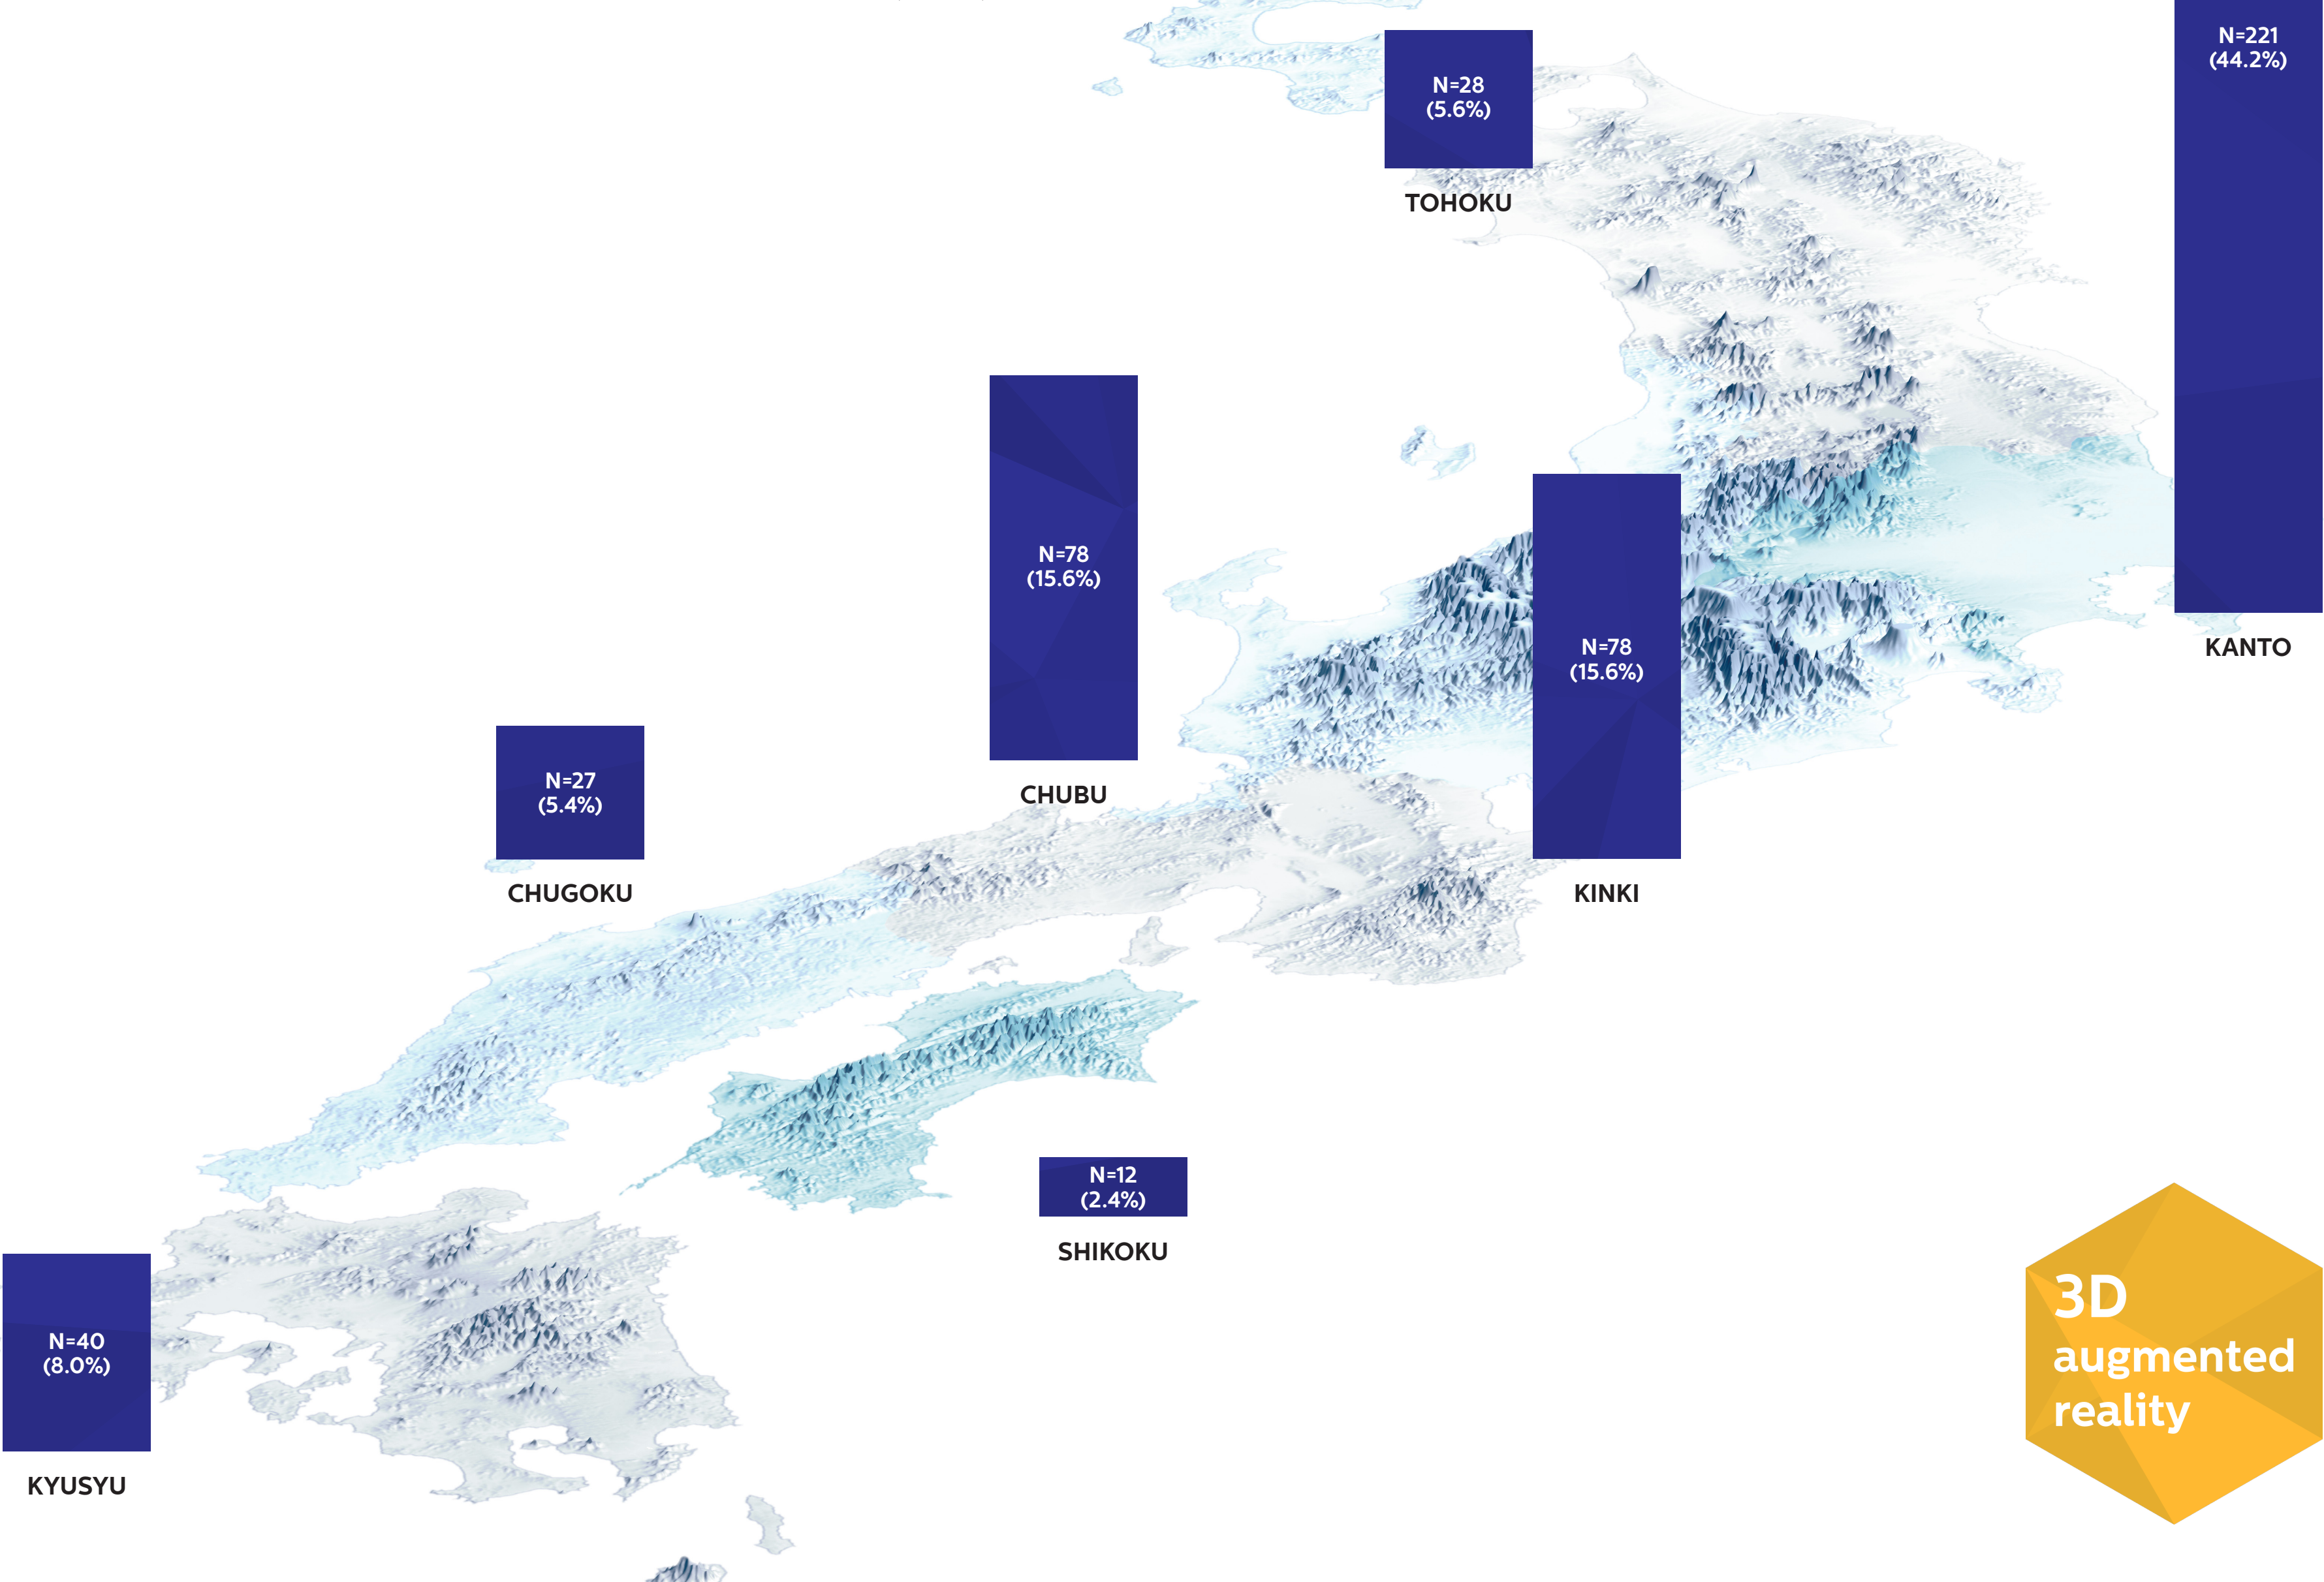 N=221
(44.2%)
KANTO
N=28
(5.6%)
TOHOKU
N=78
(15.6%)
CHUBU
N=78
(15.6%)
KINKI
N=27
(5.4%)
CHUGOKU
N=12
(2.4%)
SHIKOKU
N=40
(8.0%)
KYUSYU
3D
augmented
reality